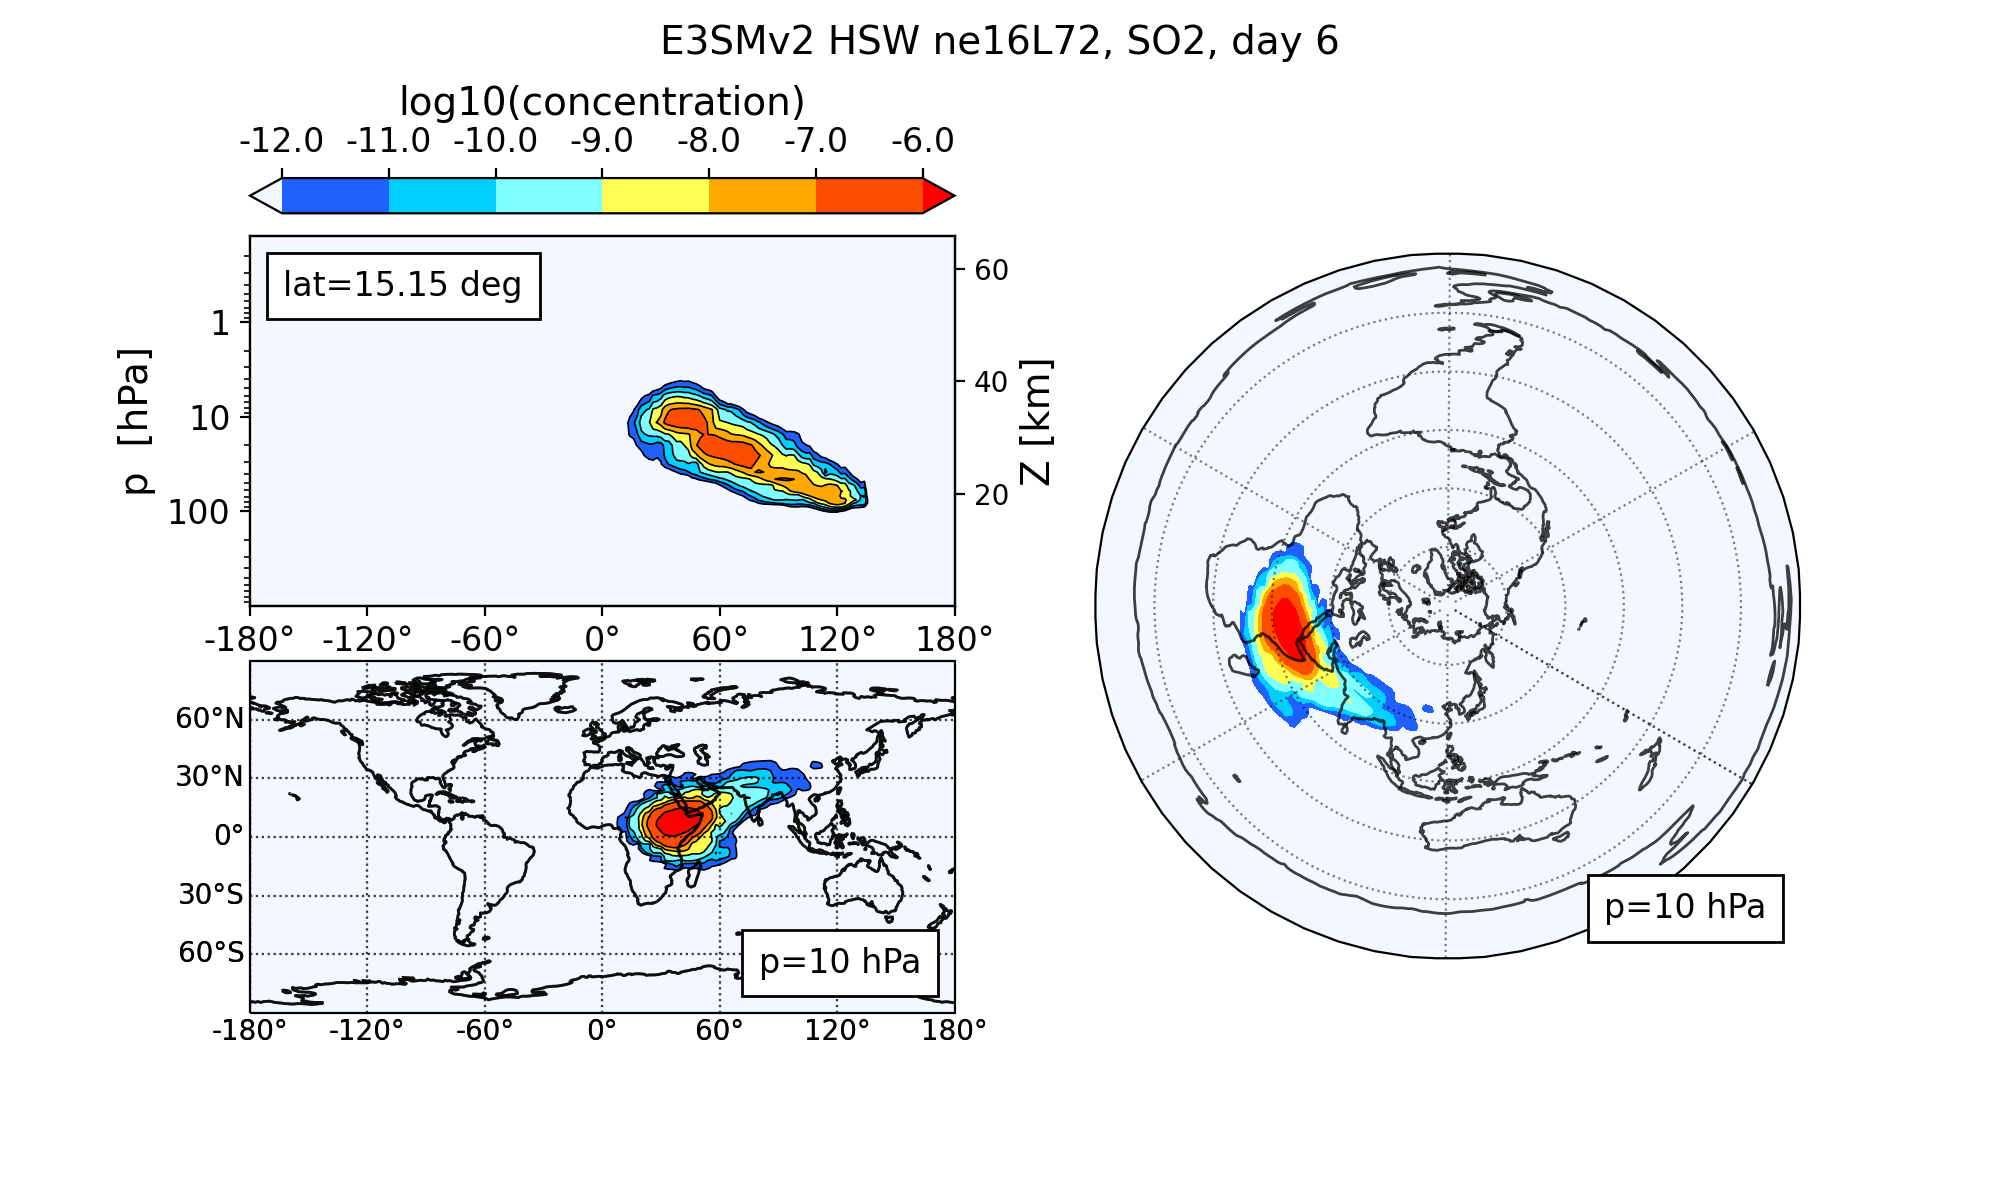 E3SMv2 HSW ne16L72, SO2, day 6
log10(concentration)
-12.0 -11.0 -10.0 -9.0 -8.0 -7.0 -6.0
lat=15.15 deg
1
10
100
p [hPa]
60
40
20
Z [km]
-180° -120° -60° 0° 60° 120° 180°
60°N
30°N
0°
30°S
60°S
p=10 hPa
-180° -120° -60° 0° 60° 120° 180°
p=10 hPa